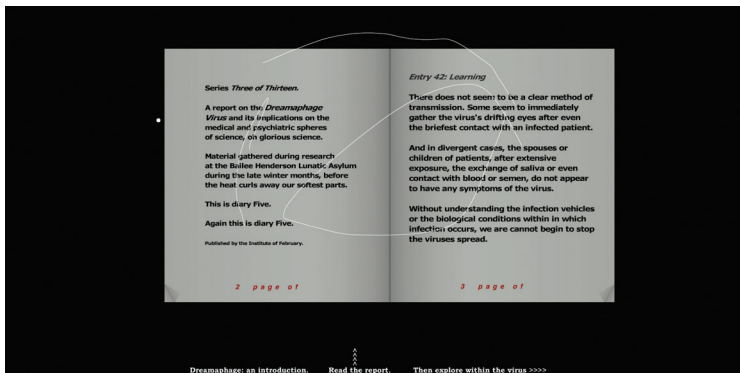 Series Three of Thirteen.
A report on the Dreamaphage
Virus and its implications on the
medical and psychiatric spheres
of science, oh glorious science.
Material gathered during research
at the Bailee Henderson Lunatic Asylum
during the late winter months, before
the heat curls away our softest parts.
This is diary Five.
Again this is diary Five.
Published by the Institute of February.
2 page of
Entry 42: Learning
There does not seem to be a clear method of
transmission. Some seem to immediately
gather the virus's drifting eyes after even
the briefest contact with an infected patient.
And in divergent cases, the spouses or
children of patients, after extensive
exposure, the exchange of saliva or even
contact with blood or semen, do not appear
to have any symptoms of the virus.
Without understanding the infection vehicles
or the biological conditions within in which
infection occurs, we are cannot begin to stop
the viruses spread.
3 page of
Dreamaphage: an introduction. Read the report. Then explore within the virus >>>>